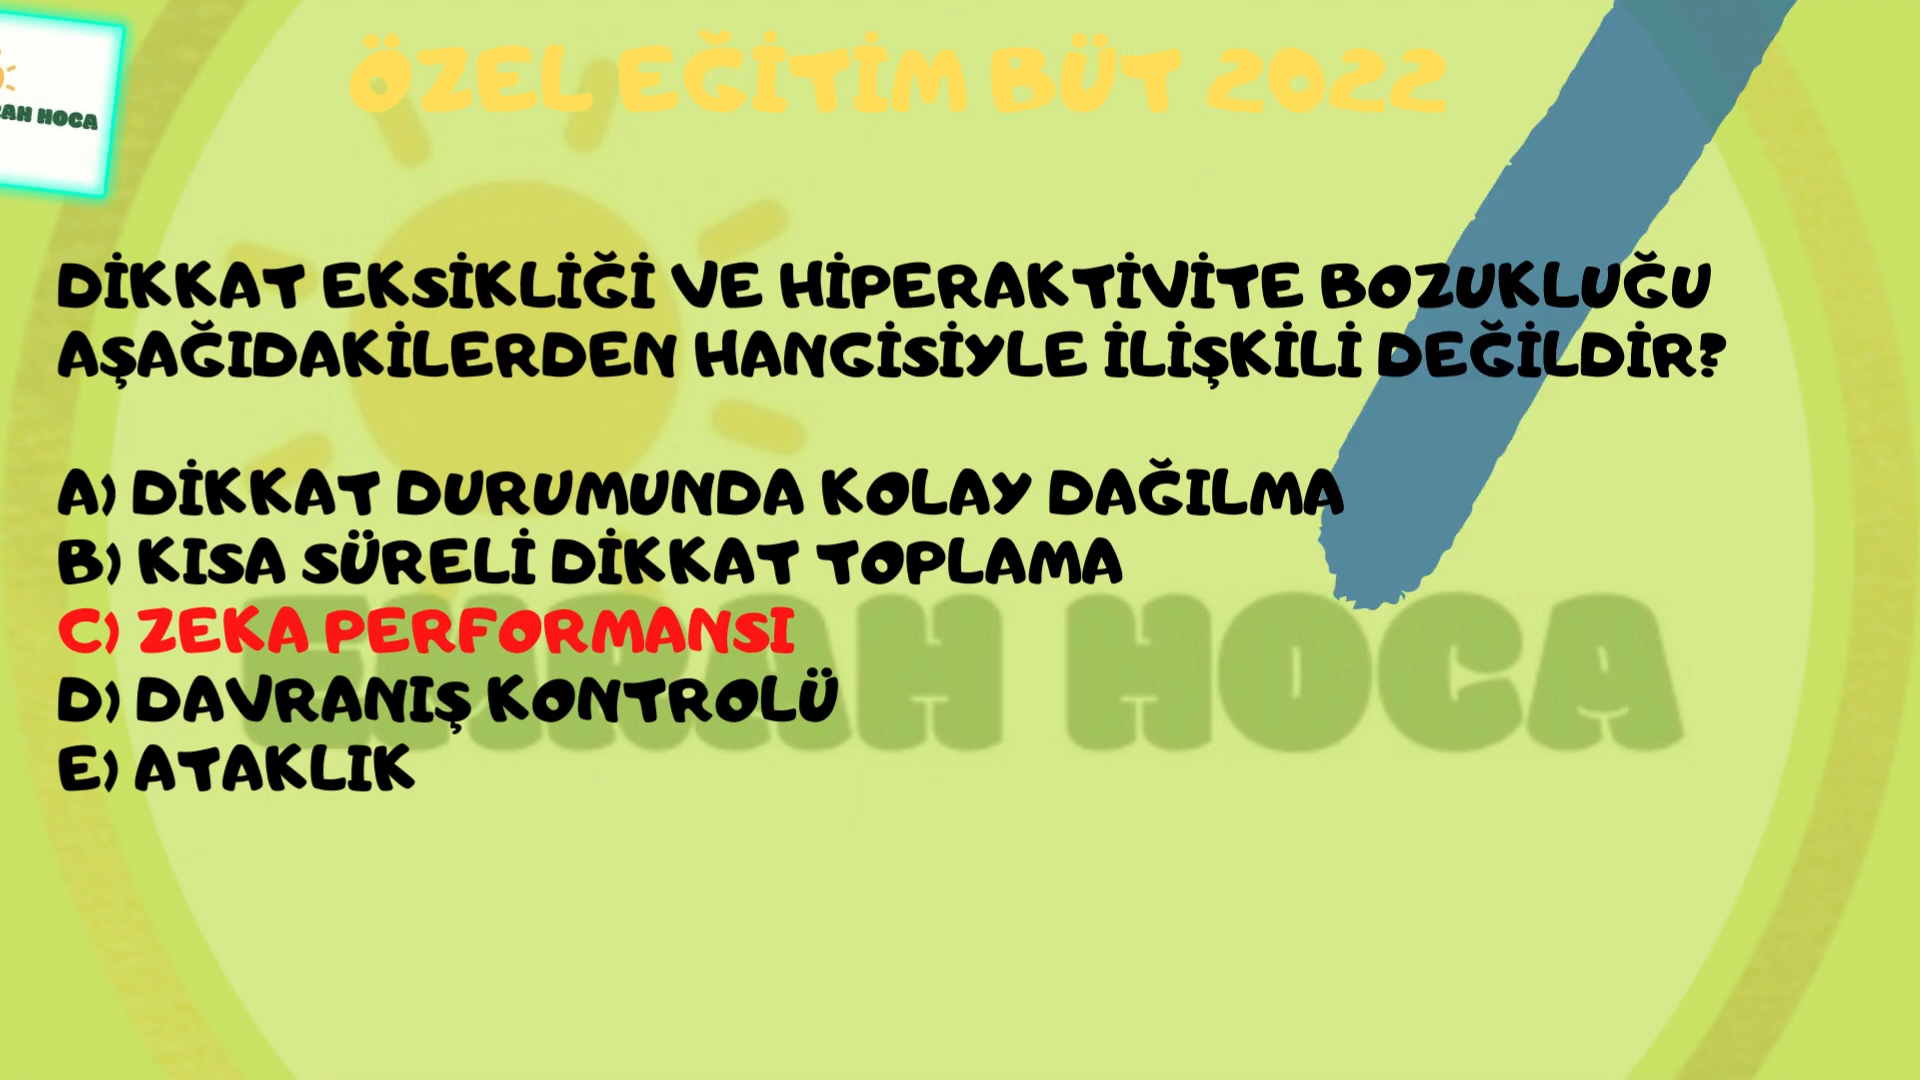 ÖZEL EĞİTİM BÜT 2022
HOCA
DİKKAT EKSİKLİĞİ VE HİPERAKTİVİTE BOZUKLUĞU
AŞAĞIDAKİLERDEN HANGİSİYLE İLİŞKİLİ DEĞİLDİR?
A) DİKKAT DURUMUNDA KOLAY DAĞILMA
B) KISA SÜRELİ DİKKAT TOPLAMA
C) ZEKA PERFORMANSI
D) DAVRANIŞ KONTROLÜ
E) ATAKLIK
HOCA